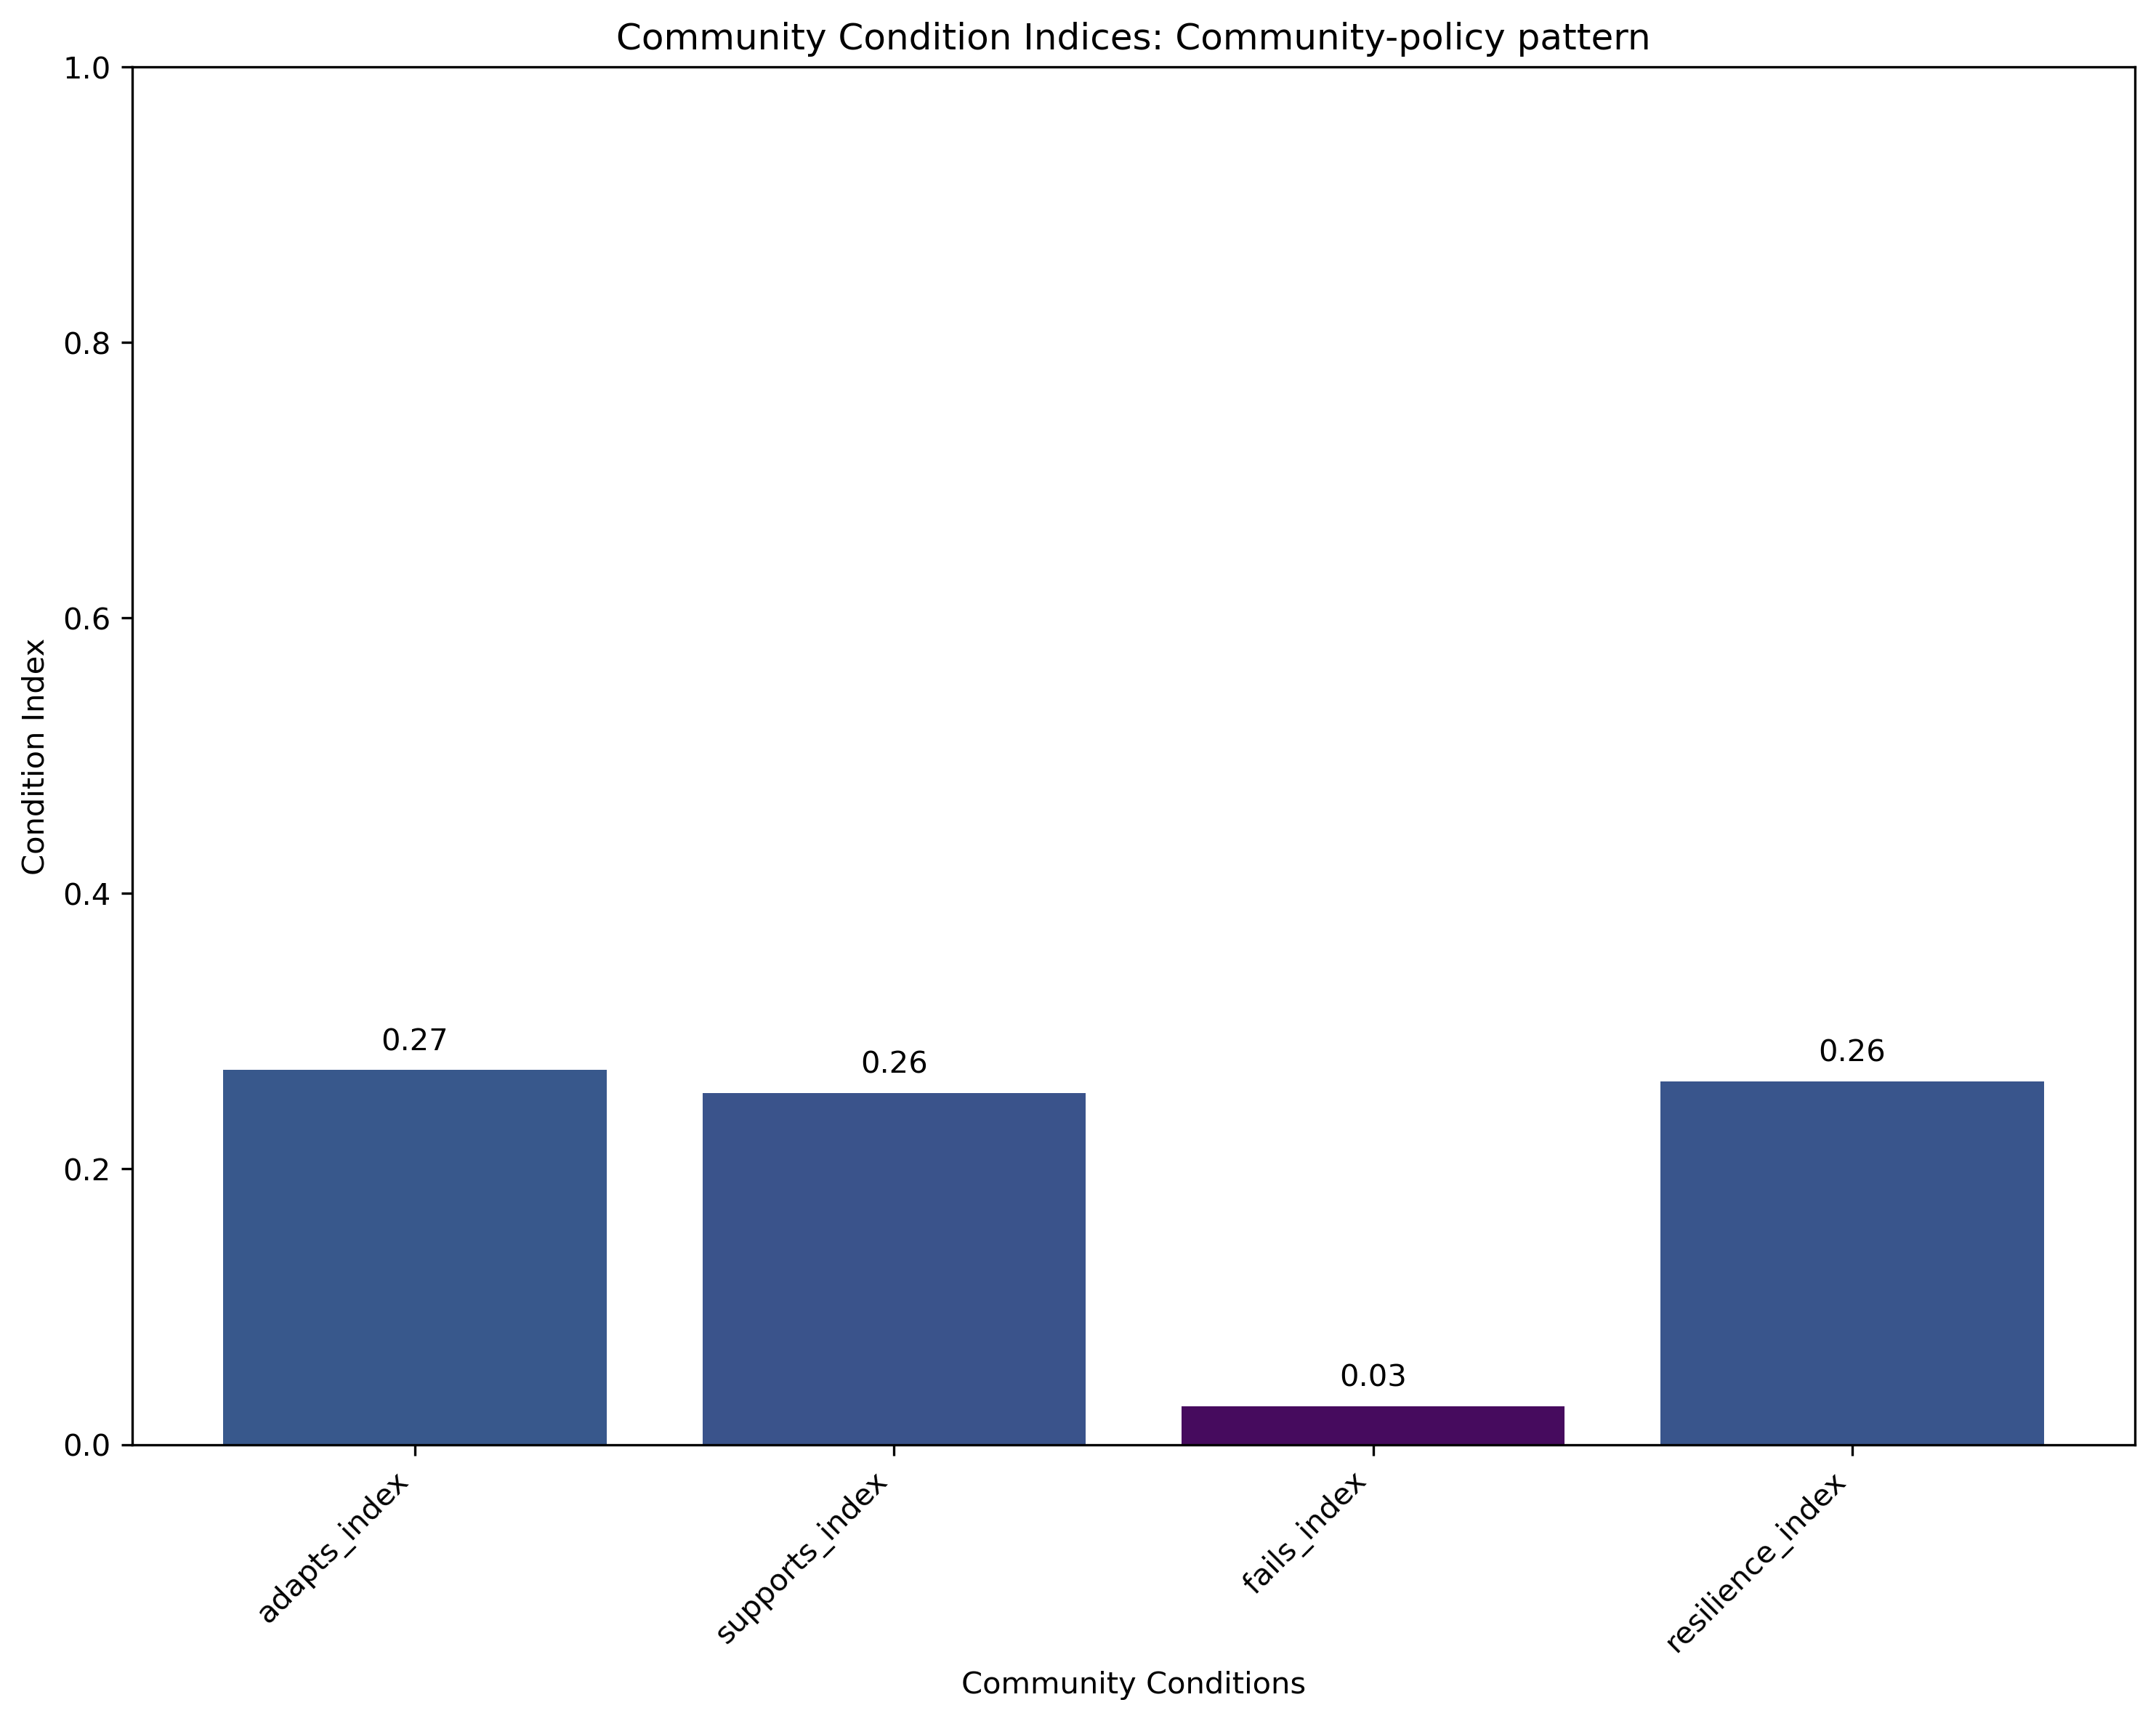 Community Condition Indices: Community-policy pattern
1.0
0.8
0.6
0.4
0.2
0.0
Condition Index
0.27
0.26
0.03
0.26
adapts_index
supports_index
fails_index
resilience_index
Community Conditions